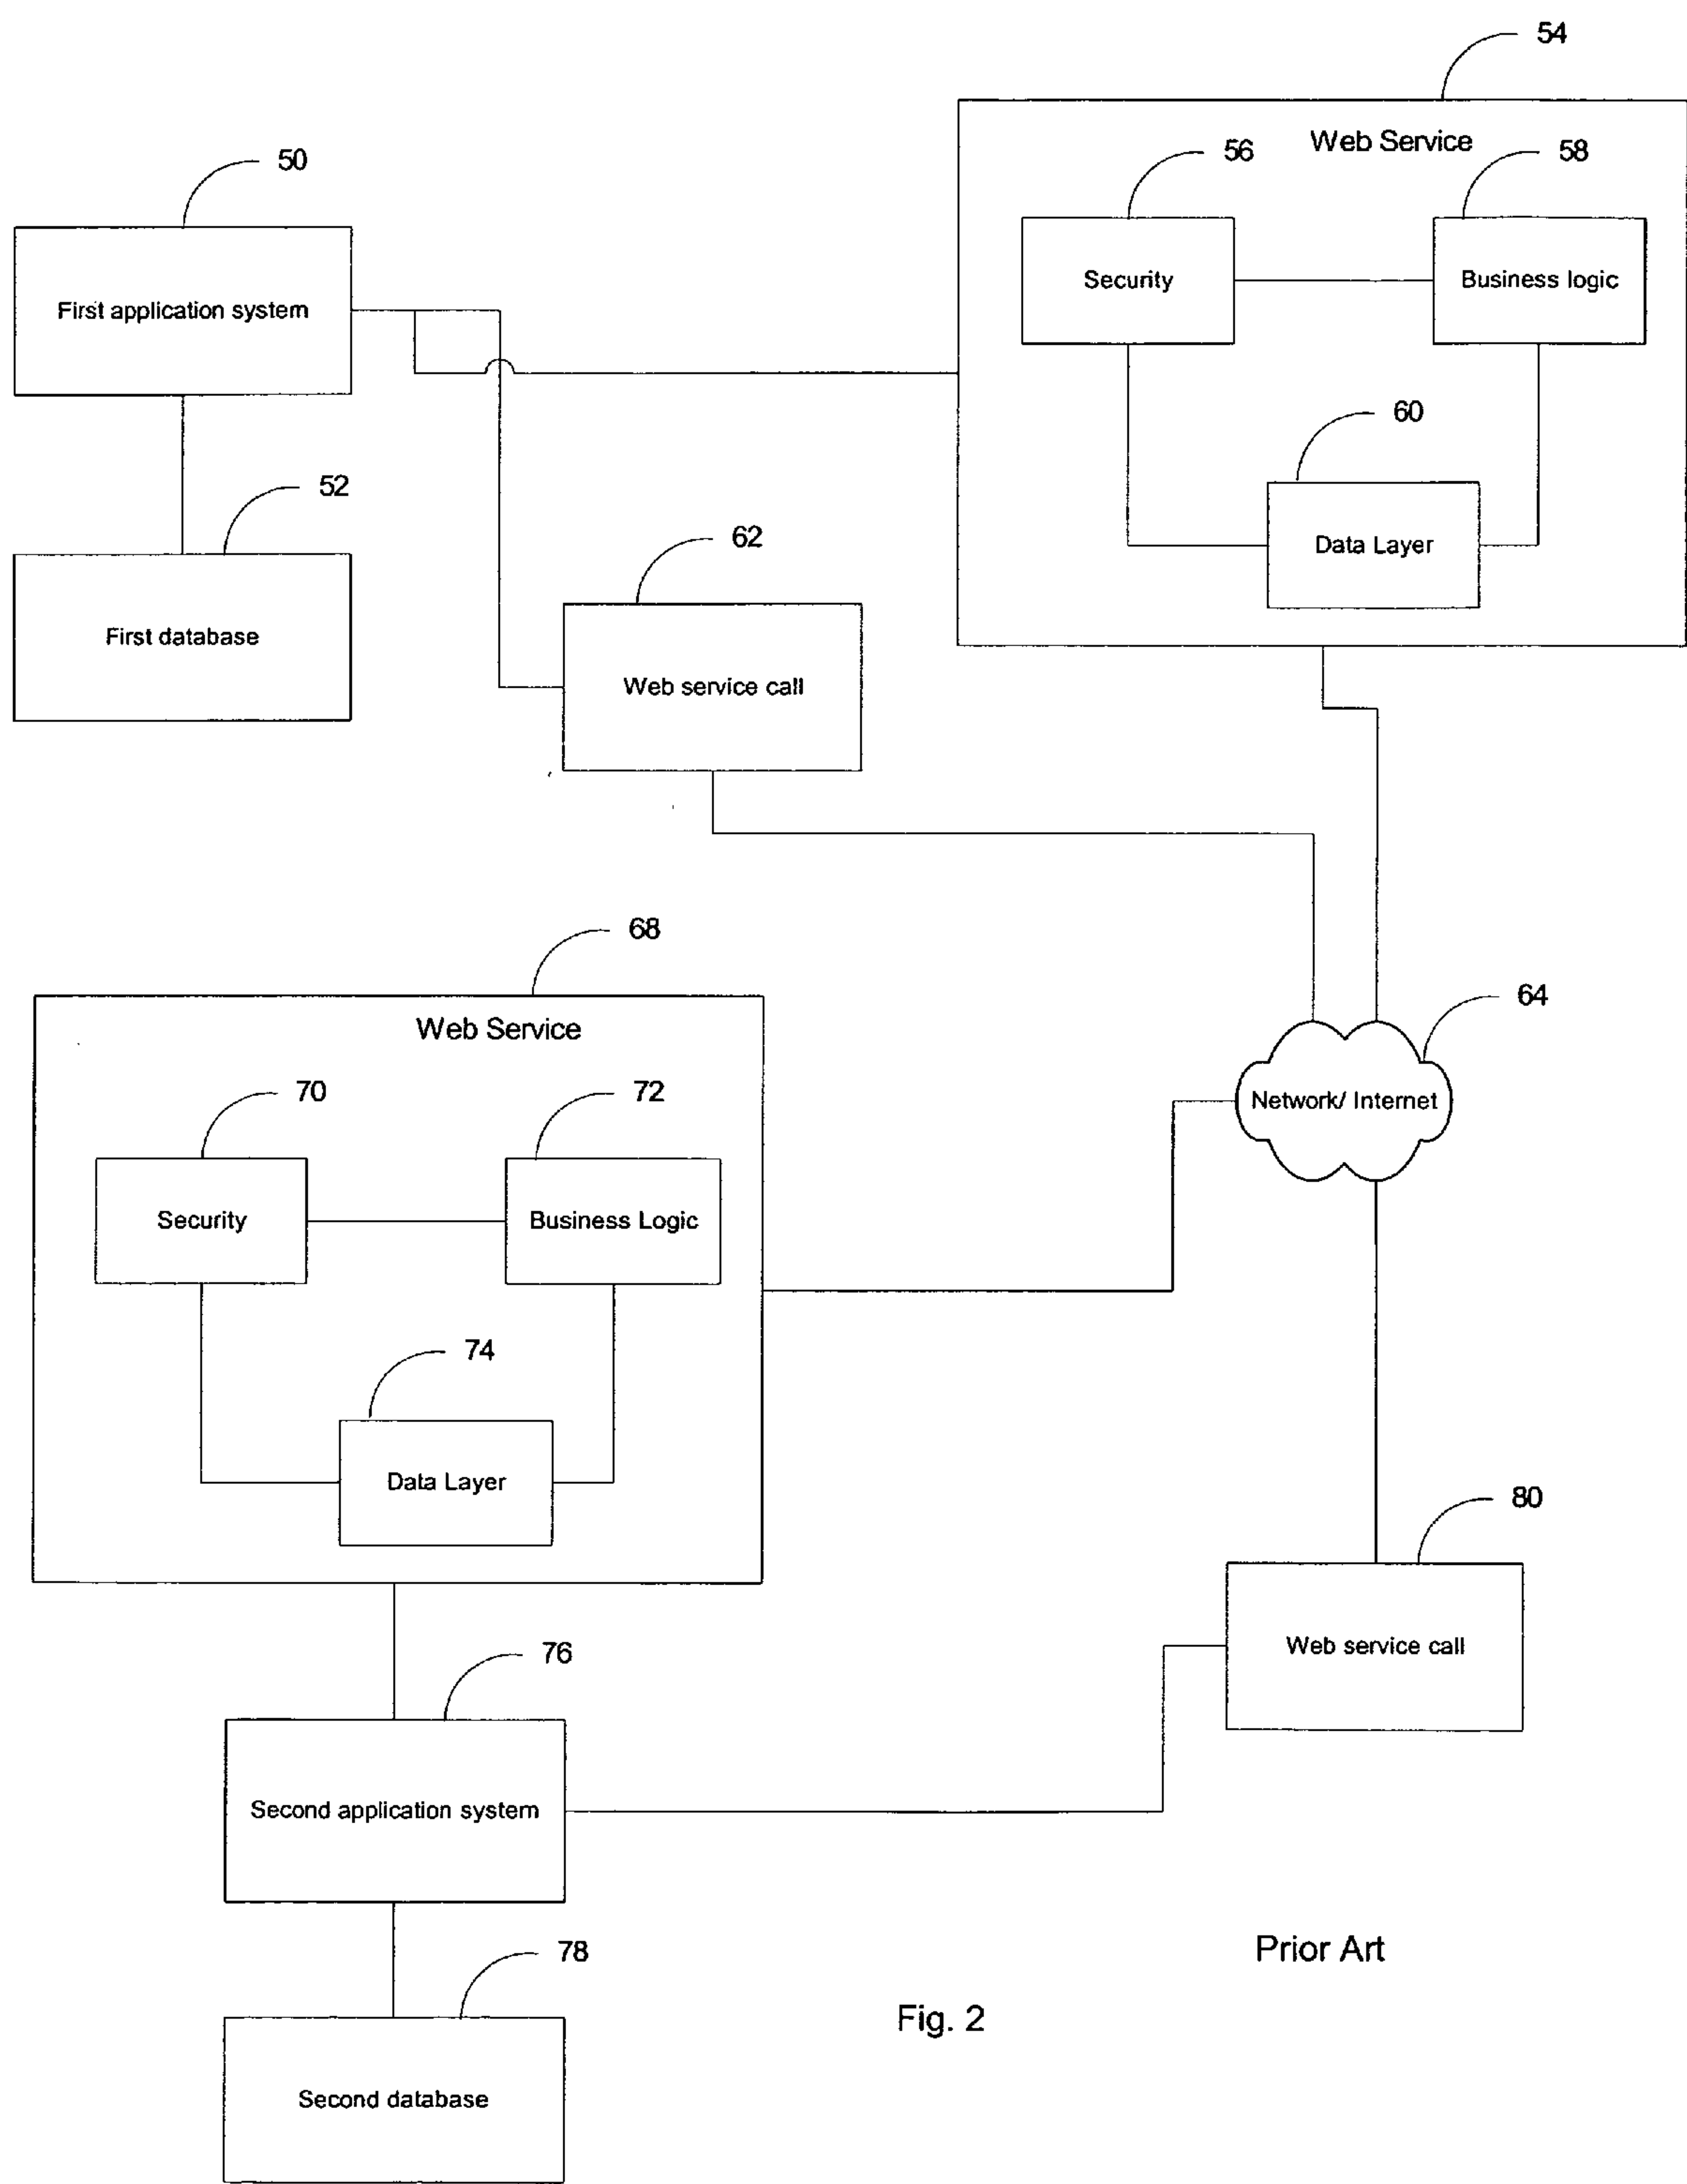 54
Web Service
50
56
58
First application system
Security
Business logic
60
52
Data Layer
62
First database
Web service call
68
64
Web Service
70
72
Network/ Internet
Security
Business Logic
74
Data Layer
80
76
Web service call
Second application system
78
Prior Art
Fig. 2
Second database